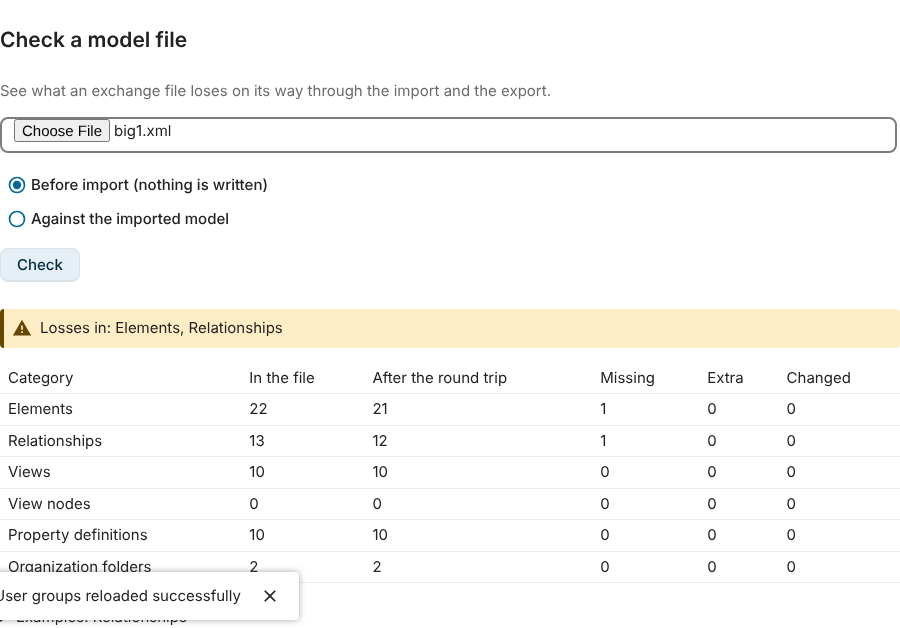 Check a model file
See what an exchange file loses on its way through the import and the export.
Choose File big1.xml
Before import (nothing is written)
Against the imported model
Check
Losses in: Elements, Relationships
Category In the file After the round trip Missing Extra Changed
Elements 22 21 1 0 0
Relationships 13 12 1 0 0
Views 10 10 0 0 0
View nodes 0 0 0 0 0
Property definitions 10 10 0 0 0
Organization folders 2 2 0 0 0
User groups reloaded successfully
Examples: Relationships